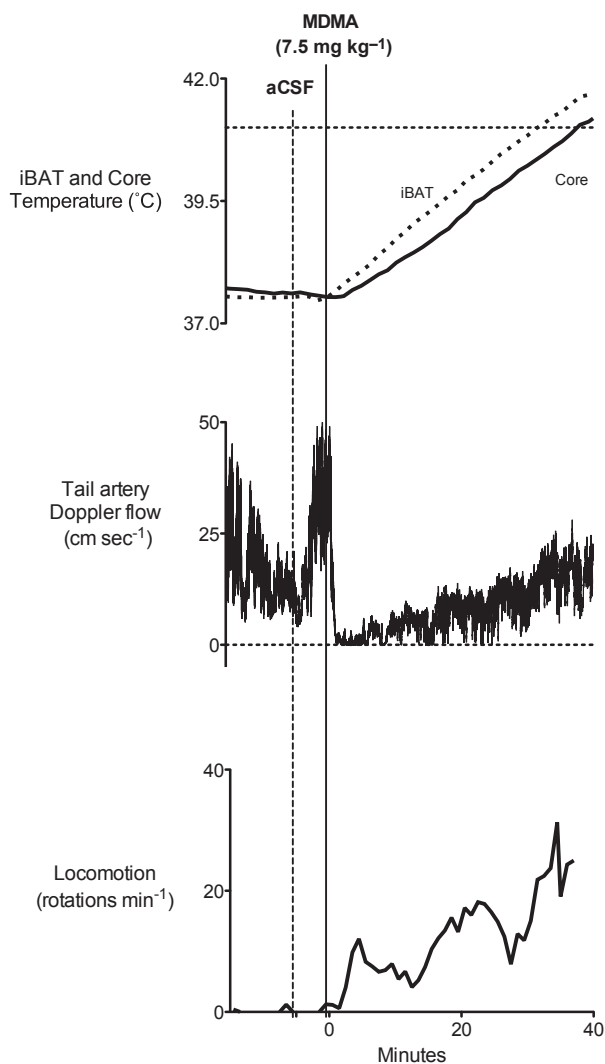 MDMA
(7.5 mg kg⁻¹)
aCSF
42.0
39.5
37.0
iBAT and Core
Temperature (˚C)
iBAT
Core
50
25
0
Tail artery
Doppler flow
(cm sec⁻¹)
40
20
0
Locomotion
(rotations min⁻¹)
0
20
40
Minutes